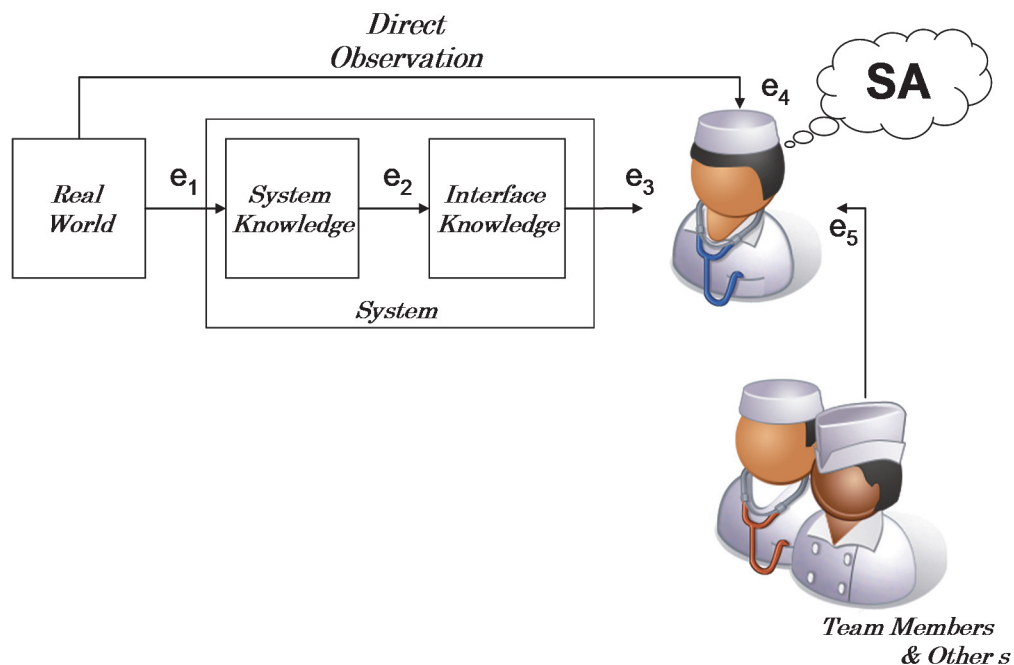 Direct
Observation
SA
e4
Real
World
e1
System
Knowledge
e2
Interface
Knowledge
e3
e5
System
Team Members
& Other s